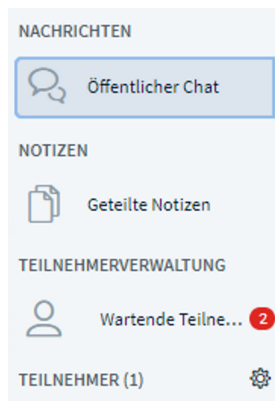 NACHRICHTEN
Öffentlicher Chat
NOTIZEN
Geteilte Notizen
TEILNEHMERVERWALTUNG
Wartende Teilne... 2
TEILNEHMER (1)